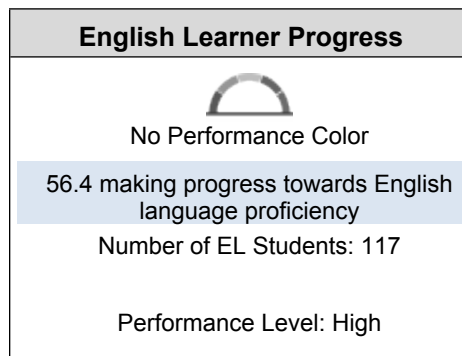 English Learner Progress
No Performance Color
56.4 making progress towards English
language proficiency
Number of EL Students: 117
Performance Level: High